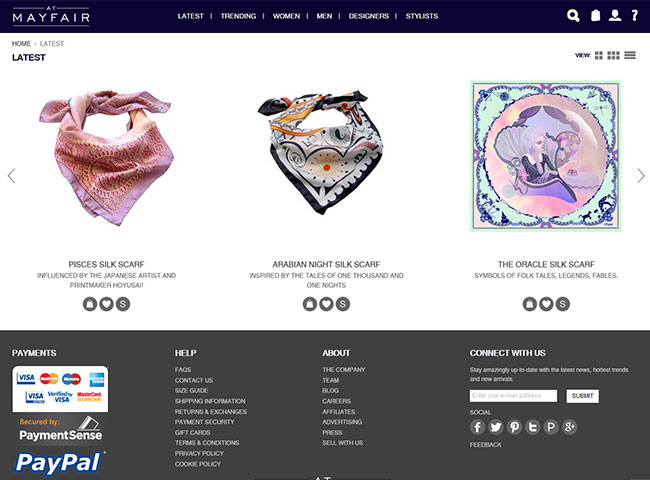 AT
MAYFAIR
LATEST | TRENDING | WOMEN | MEN | DESIGNERS | STYLISTS
?
HOME › LATEST
LATEST
VIEW:
PISCES SILK SCARF
INFLUENCED BY THE JAPANESE ARTIST AND
PRINTMAKER HOYUSAI!
S
ARABIAN NIGHT SILK SCARF
INSPIRED BY THE TALES OF ONE THOUSAND AND
ONE NIGHTS
S
THE ORACLE SILK SCARF
SYMBOLS OF FOLK TALES, LEGENDS, FABLES.
S
PAYMENTS
VISA MasterCard Maestro AMERICAN EXPRESS
VISA Verified by VISA MasterCard. SecureCode.
Secured by:
PaymentSense
PayPal
HELP
FAQS
CONTACT US
SIZE GUIDE
SHIPPING INFORMATION
RETURNS & EXCHANGES
PAYMENT SECURITY
GIFT CARDS
TERMS & CONDITIONS
PRIVACY POLICY
COOKIE POLICY
ABOUT
THE COMPANY
TEAM
BLOG
CAREERS
AFFILIATES
ADVERTISING
PRESS
SELL WITH US
CONNECT WITH US
Stay amazingly up-to-date with the latest news, hottest trends
and new arrivals.
Enter your e-mail address SUBMIT
SOCIAL
FEEDBACK
AT